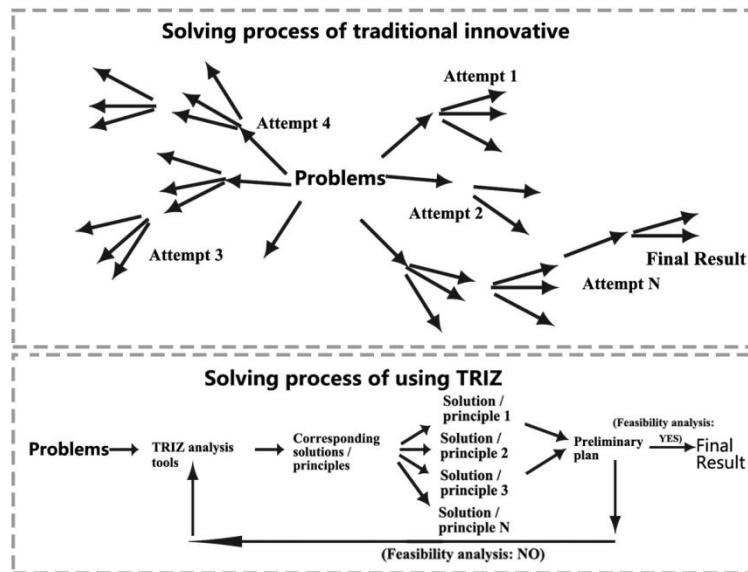 Solving process of traditional innovative
Attempt 1
Attempt 4
Problems
Attempt 2
Attempt 3
Final Result
Attempt N
Solving process of using TRIZ
Problems
TRIZ analysis
tools
Corresponding
solutions /
principles
Solution /
principle 1
Solution /
principle 2
Solution /
principle 3
Solution /
principle N
Preliminary
plan
(Feasibility analysis:
YES)
Final
Result
(Feasibility analysis: NO)